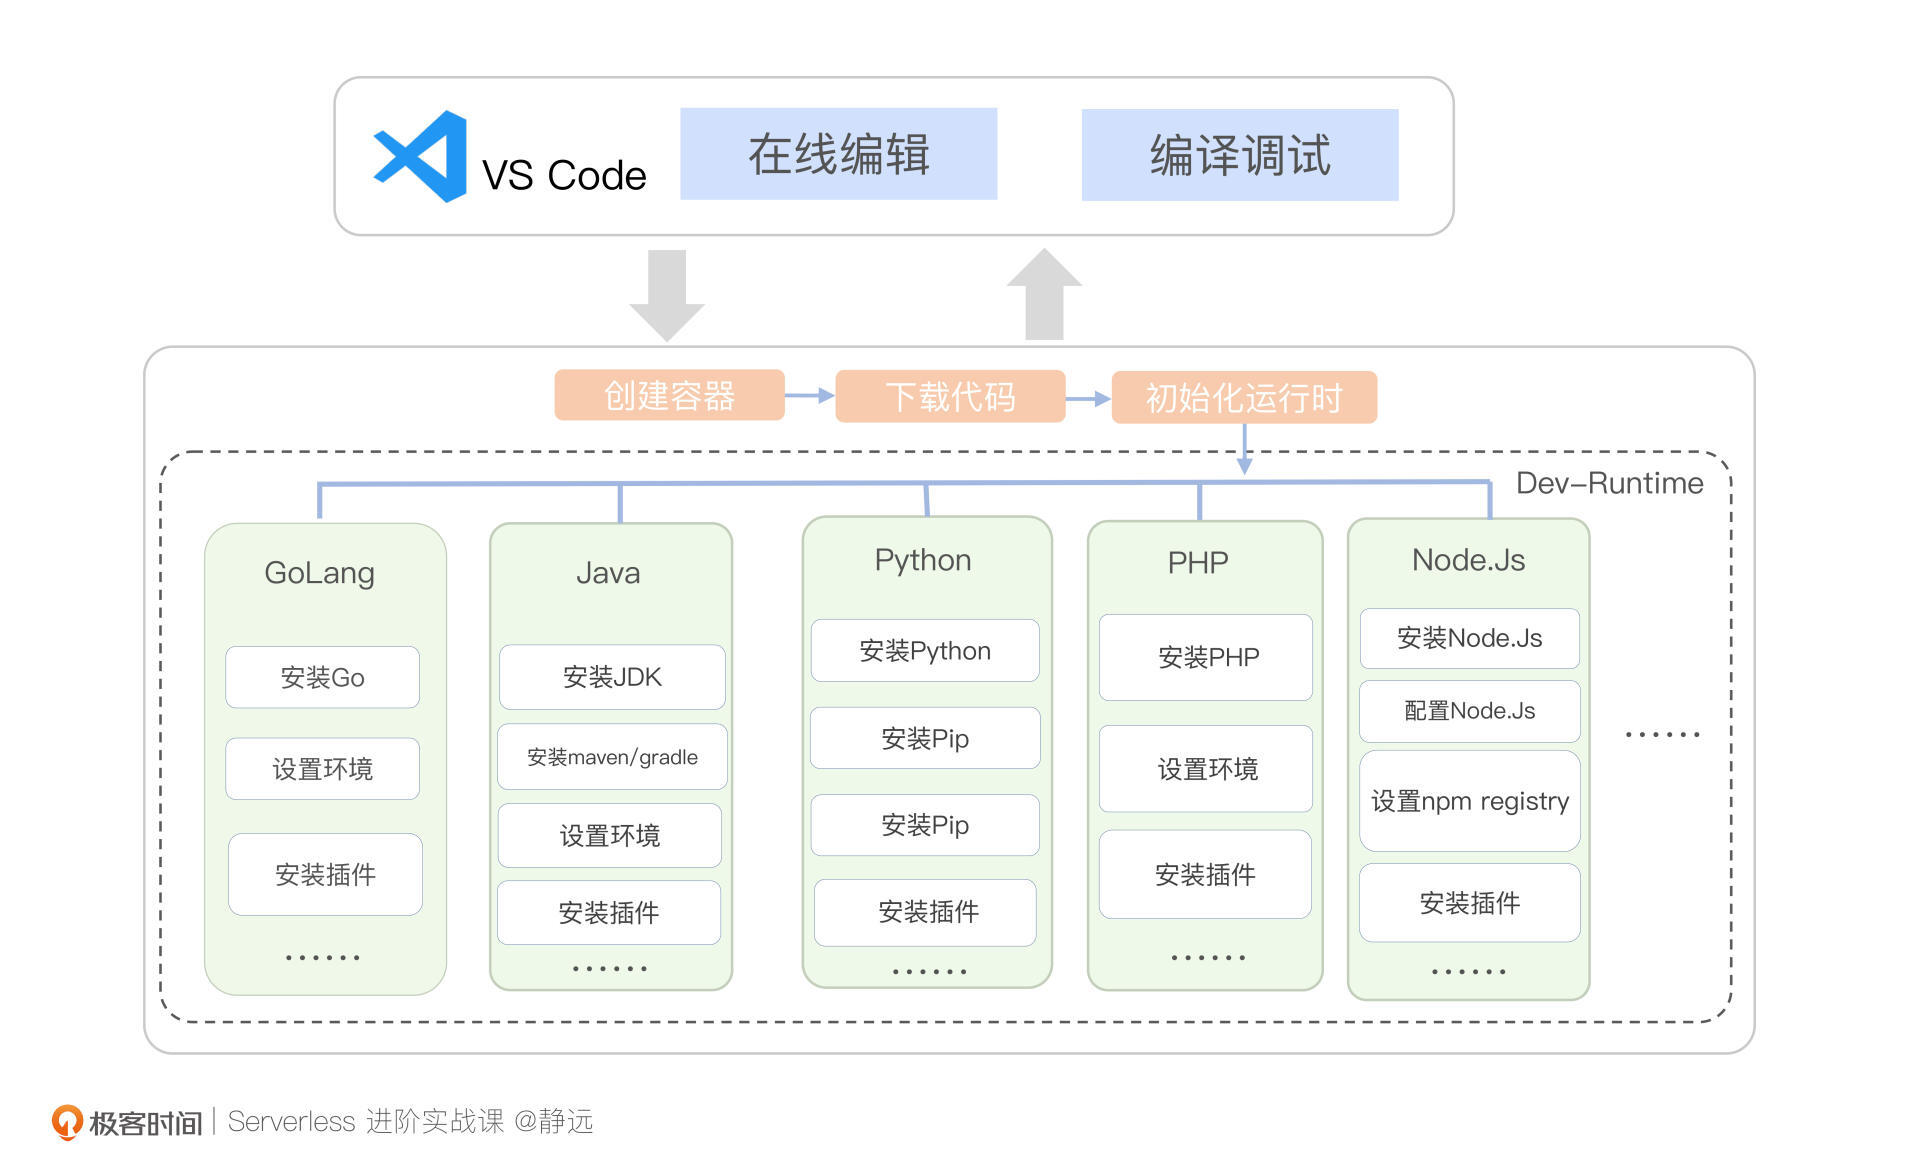 VS Code
在线编辑
编译调试
创建容器
下载代码
初始化运行时
Dev-Runtime
GoLang
安装Go
设置环境
安装插件
......
Java
安装JDK
安装maven/gradle
设置环境
安装插件
......
Python
安装Python
安装Pip
安装Pip
安装插件
......
PHP
安装PHP
设置环境
安装插件
......
Node.Js
安装Node.Js
配置Node.Js
设置npm registry
安装插件
......
......
极客时间 | Serverless 进阶实战课 @静远